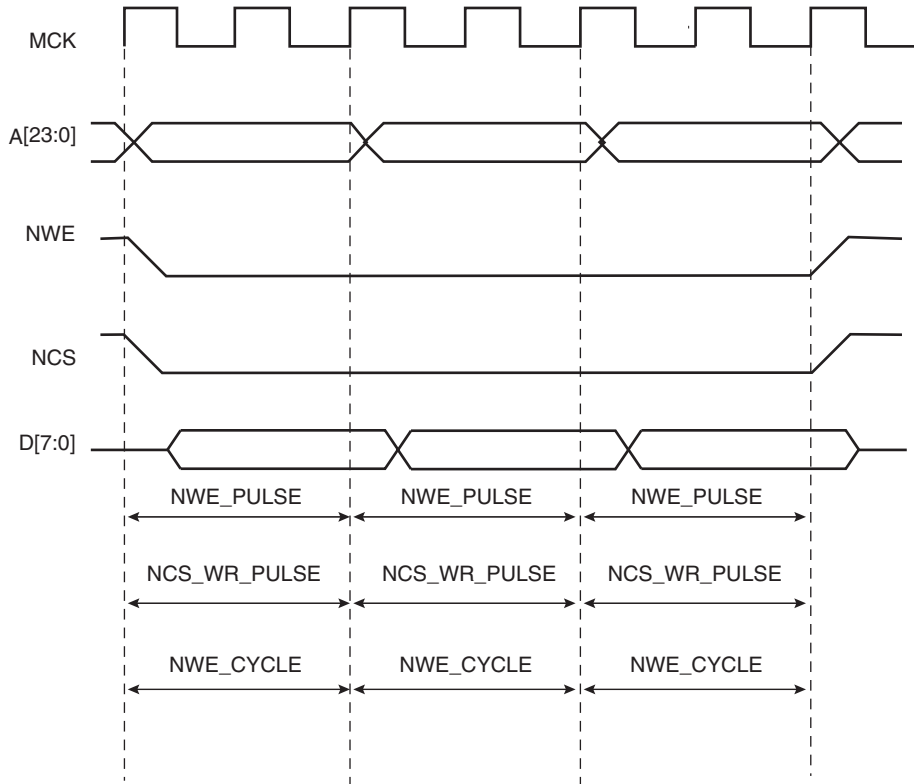 MCK
A[23:0]
NWE
NCS
D[7:0]
NWE_PULSE NWE_PULSE NWE_PULSE
NCS_WR_PULSE NCS_WR_PULSE NCS_WR_PULSE
NWE_CYCLE NWE_CYCLE NWE_CYCLE